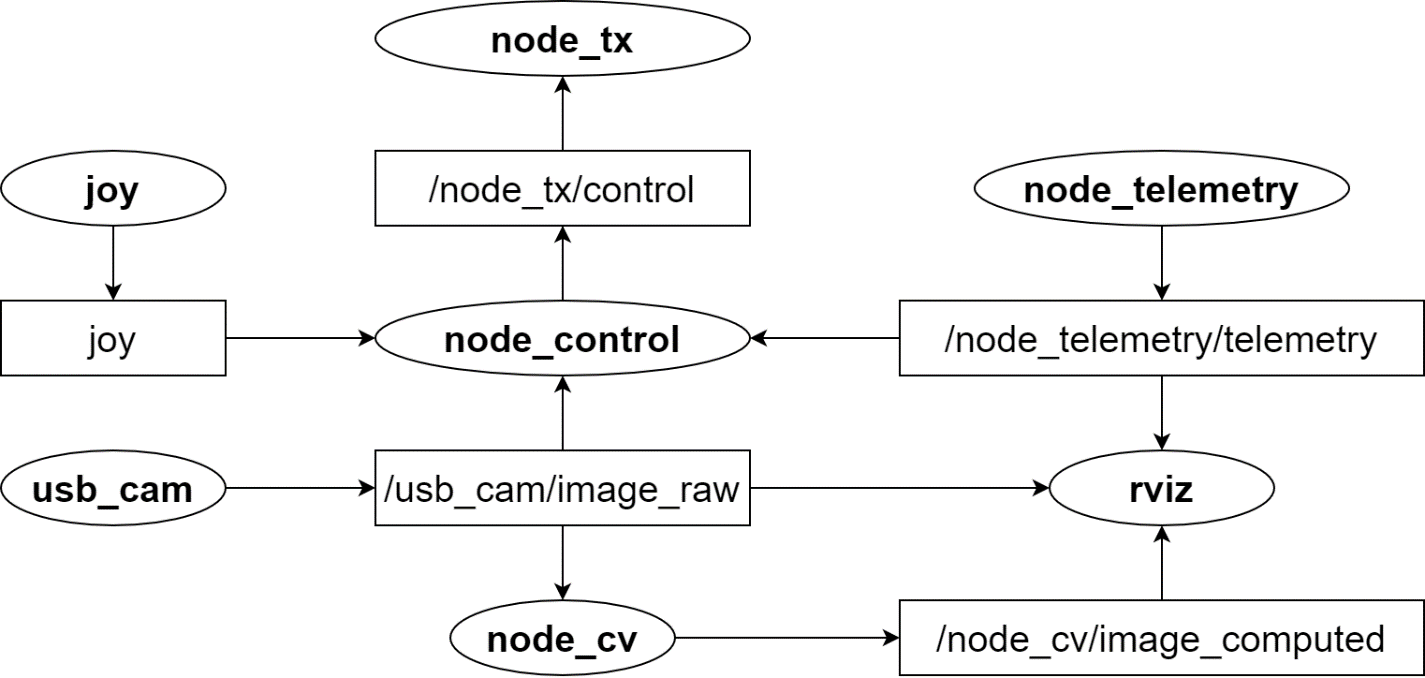 node_tx
joy
/node_tx/control
node_telemetry
joy
node_control
/node_telemetry/telemetry
usb_cam
/usb_cam/image_raw
rviz
node_cv
/node_cv/image_computed